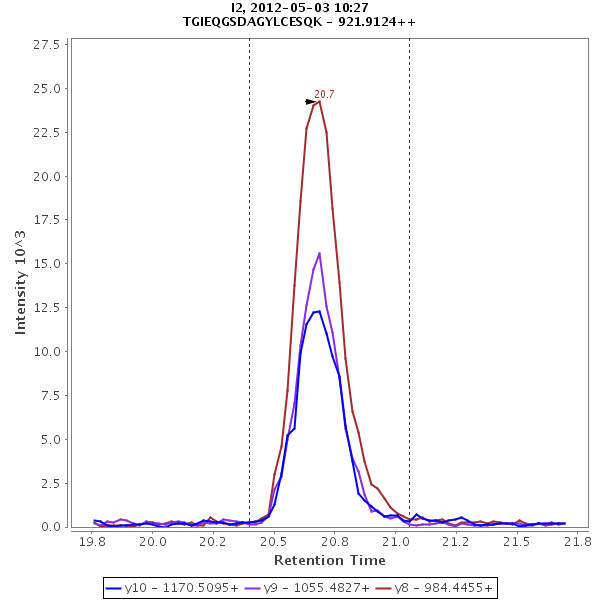 I2, 2012-05-03 10:27
TGIEQGSDAGYLCESQK - 921.9124++
27.5
25.0
22.5
20.0
17.5
15.0
12.5
10.0
7.5
5.0
2.5
0.0
Intensity 10^3
20.7
19.8 20.0 20.2 20.5 20.8 21.0 21.2 21.5 21.8
Retention Time
y10 - 1170.5095+ y9 - 1055.4827+ y8 - 984.4455+